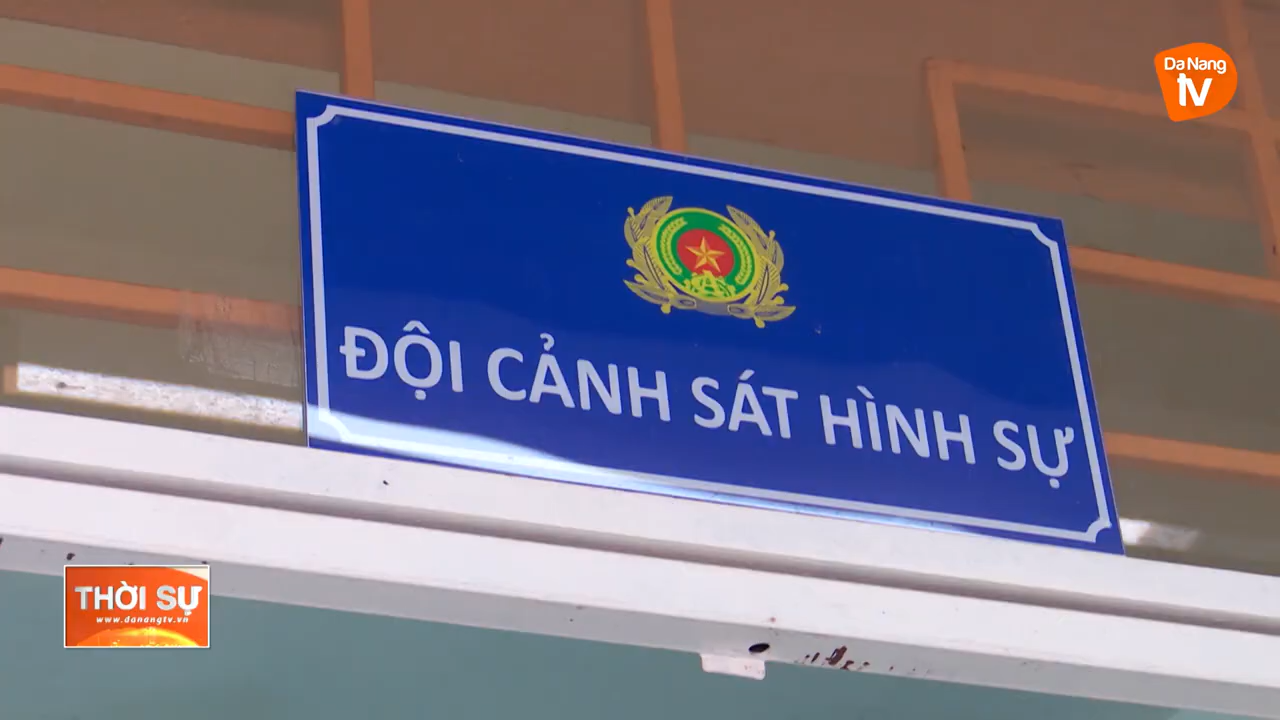 Da Nang
tv
ĐỘI CẢNH SÁT HÌNH SỰ
THỜI SỰ
www.danangtv.vn